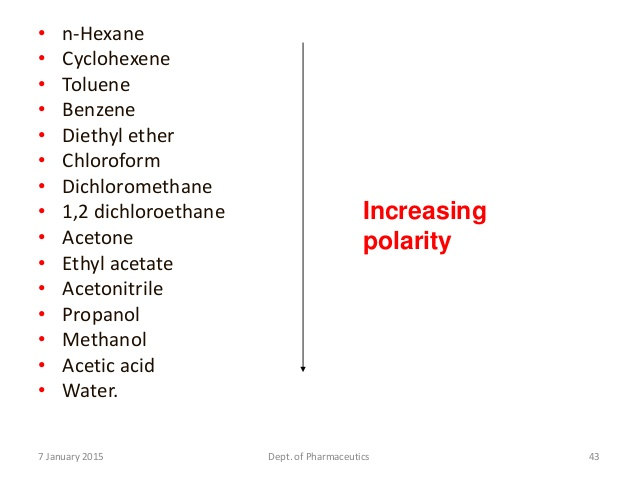 • n-Hexane
• Cyclohexene
• Toluene
• Benzene
• Diethyl ether
• Chloroform
• Dichloromethane
• 1,2 dichloroethane
• Acetone
• Ethyl acetate
• Acetonitrile
• Propanol
• Methanol
• Acetic acid
• Water.
Increasing
polarity
7 January 2015
Dept. of Pharmaceutics
43